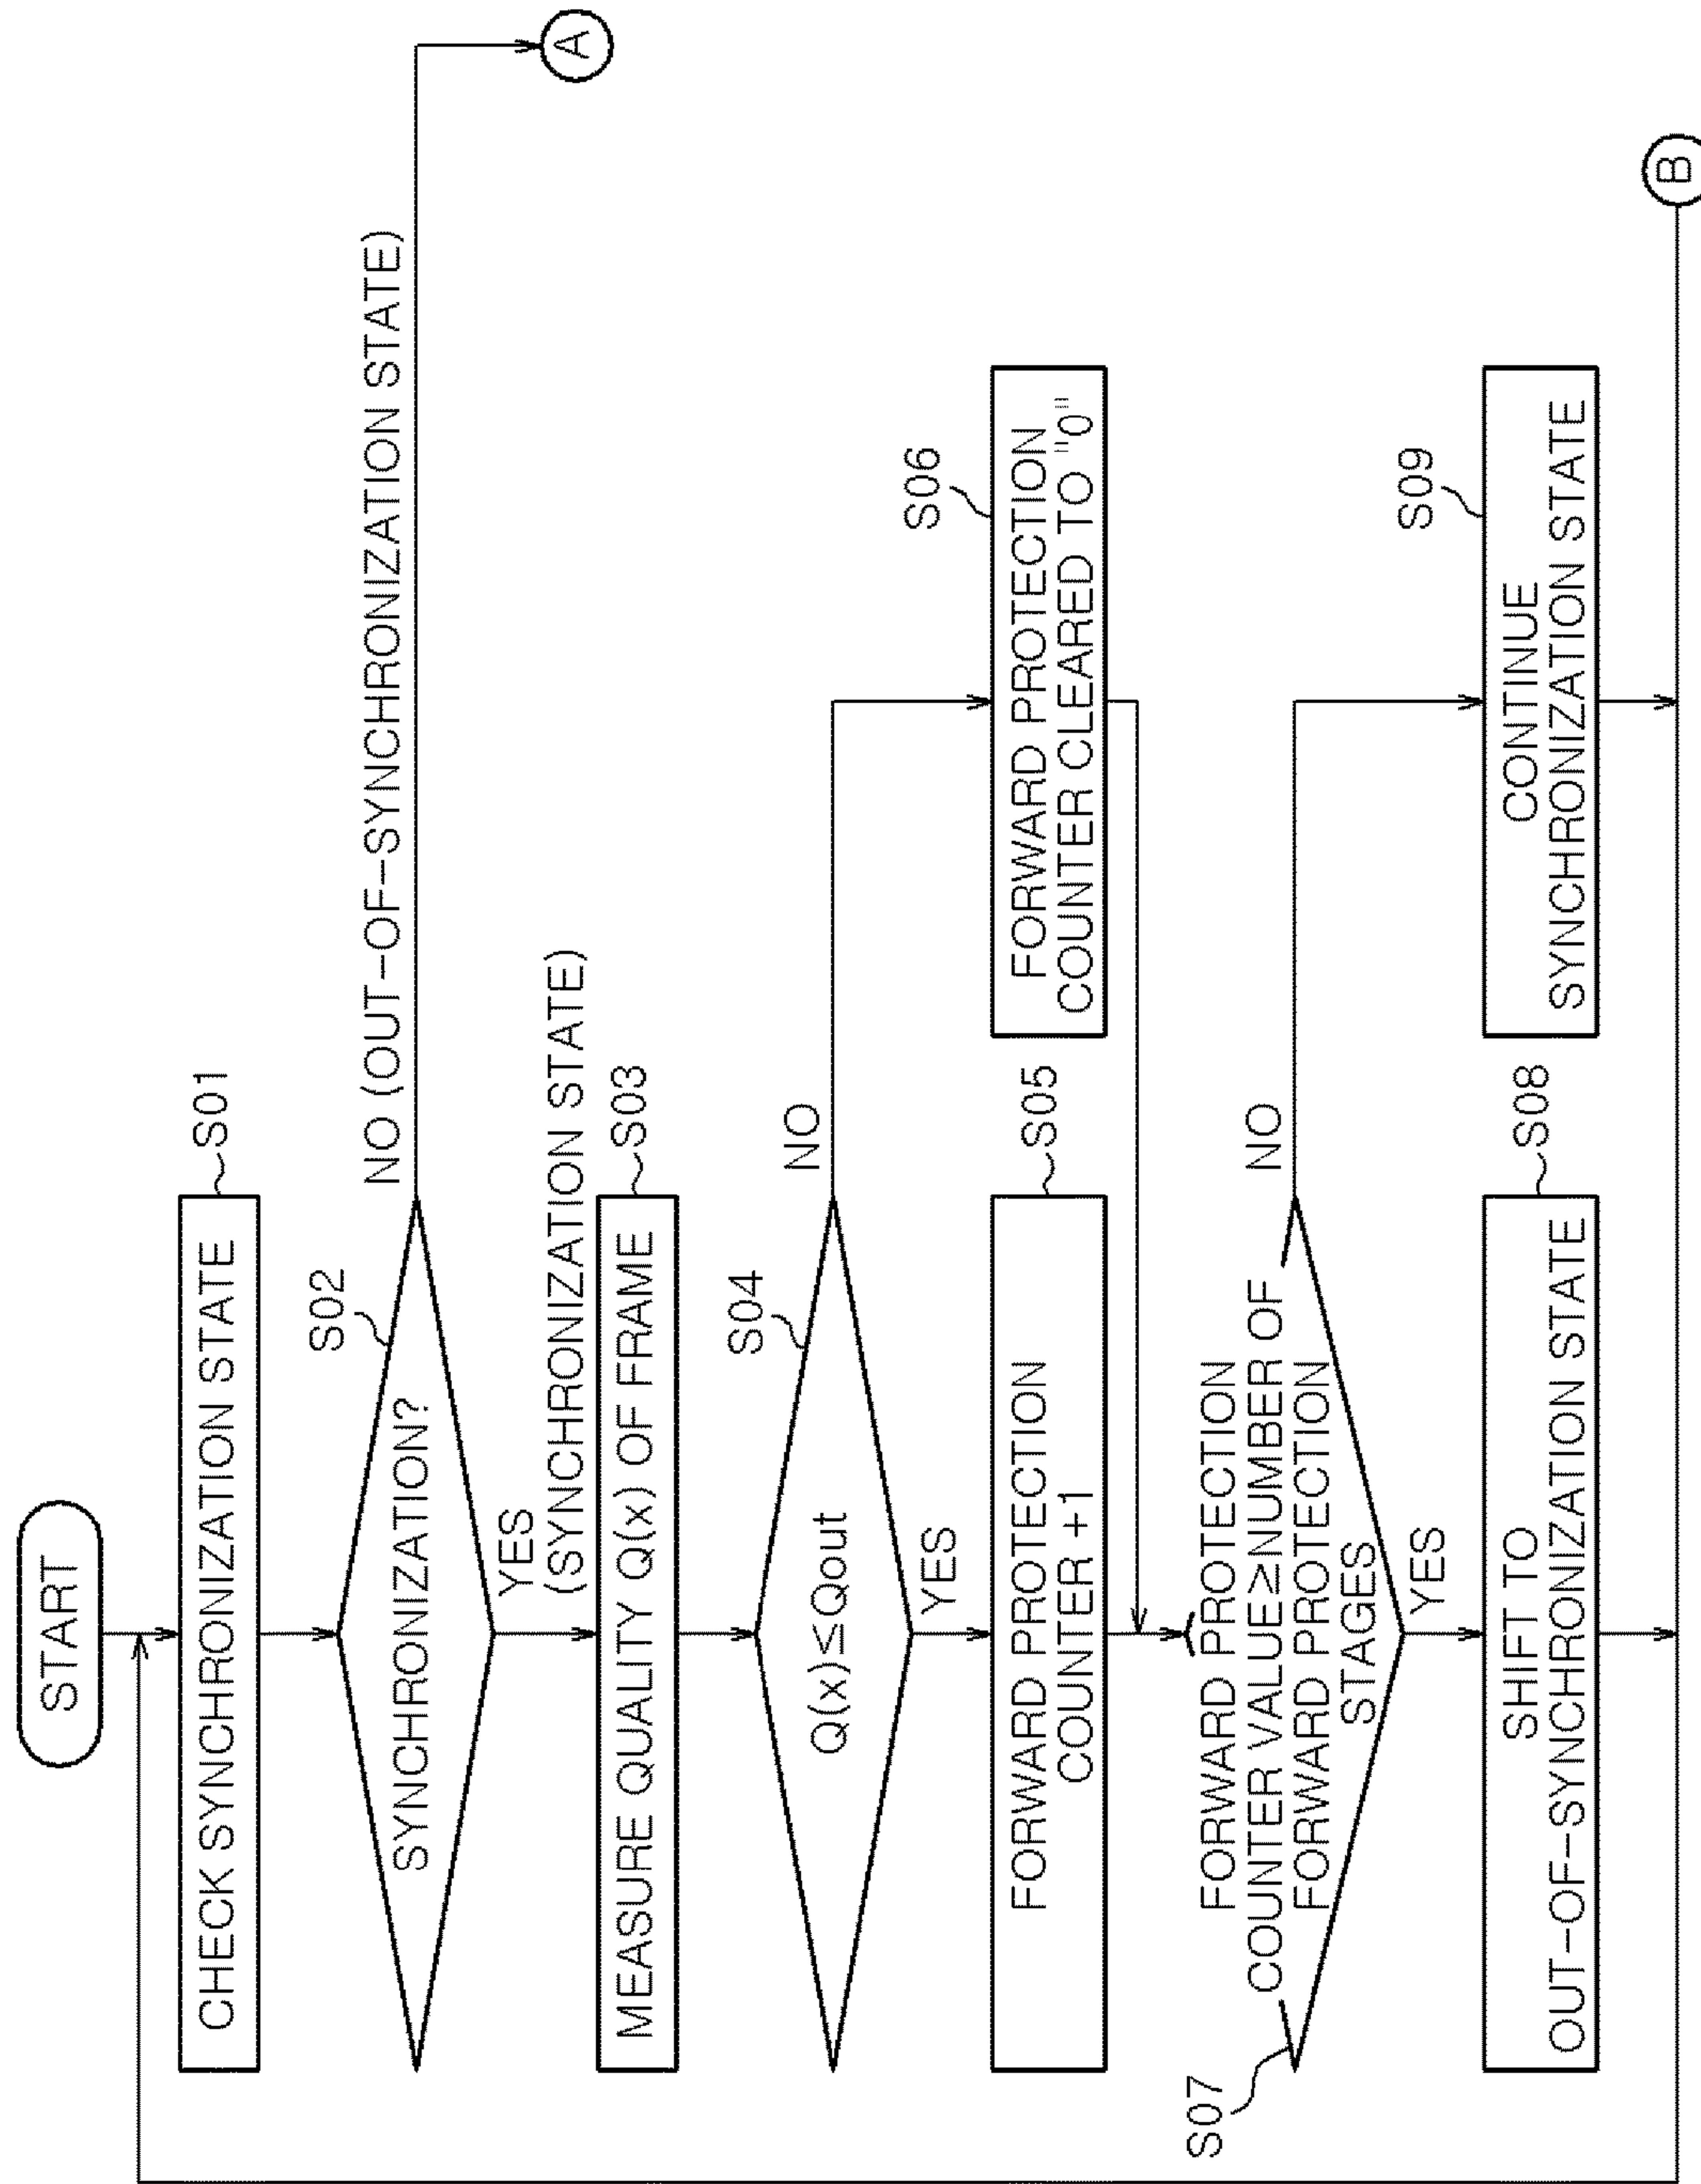 START
CHECK SYNCHRONIZATION STATE
S01
S02
SYNCHRONIZATION?
NO (OUT-OF-SYNCHRONIZATION STATE)
A
YES
(SYNCHRONIZATION STATE)
MEASURE QUALITY Q(x) OF FRAME
S03
S04
Q(x)≤Qout
NO
YES
FORWARD PROTECTION
COUNTER +1
S05
S06
FORWARD PROTECTION
COUNTER CLEARED TO "0"
S07
FORWARD PROTECTION
COUNTER VALUE≥NUMBER OF
FORWARD PROTECTION
STAGES
NO
YES
SHIFT TO
OUT-OF-SYNCHRONIZATION STATE
S08
S09
CONTINUE
SYNCHRONIZATION STATE
B